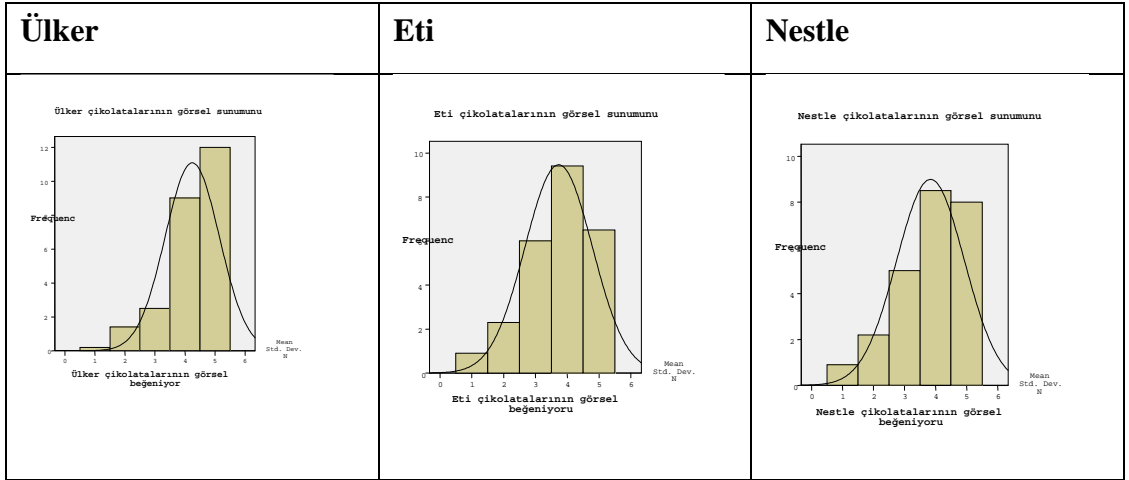 Ülker
Eti
Nestle
Ülker çikolatalarının görsel sunumunu
12
10
Frequenc
8
6
4
2
0
0 1 2 3 4 5 6
Mean
Std. Dev.
N
Ülker çikolatalarının görsel
beğeniyor
Eti çikolatalarının görsel sunumunu
10
8
Frequenc
6
4
2
0
0 1 2 3 4 5 6
Mean
Std. Dev.
N
Eti çikolatalarının görsel
beğeniyoru
Nestle çikolatalarının görsel sunumunu
10
8
Frequenc
6
4
2
0
0 1 2 3 4 5 6
Mean
Std. Dev.
N
Nestle çikolatalarının görsel
beğeniyoru